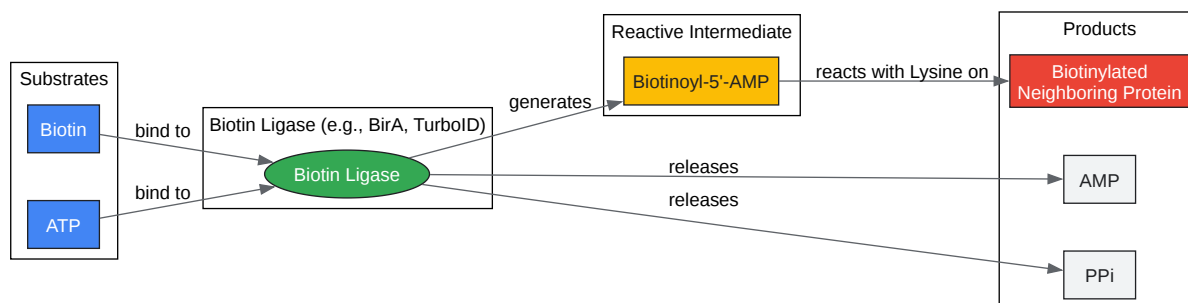 Substrates
Biotin
ATP
bind to
bind to
Biotin Ligase (e.g., BirA, TurboID)
Biotin Ligase
generates
releases
releases
Reactive Intermediate
Biotinoyl-5'-AMP
reacts with Lysine on
Products
Biotinylated
Neighboring Protein
AMP
PPi